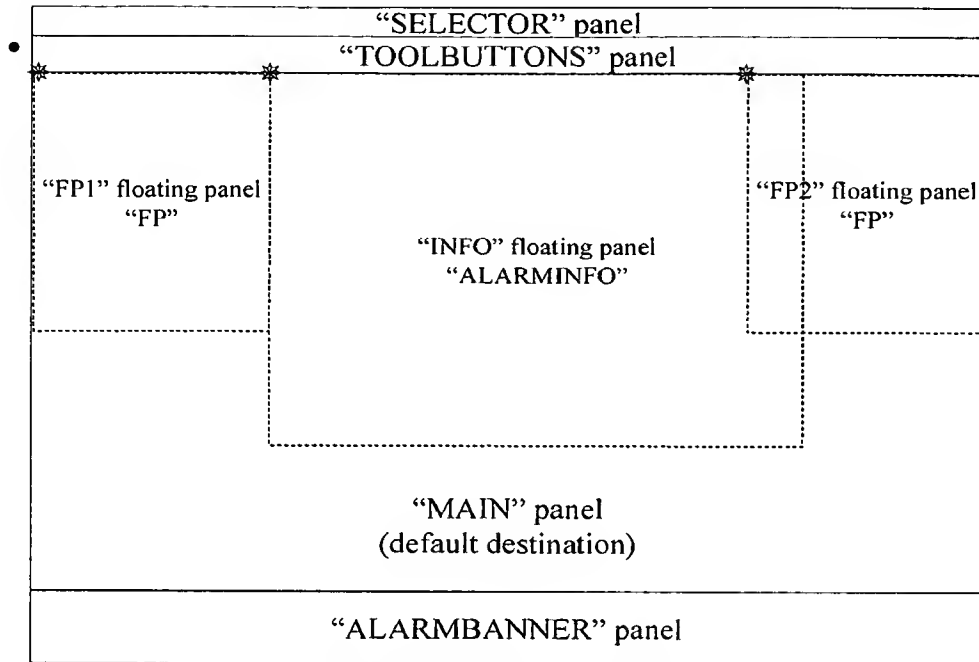 “SELECTOR” panel
“TOOLBUTTONS” panel
“FP1” floating panel
“FP”
“INFO” floating panel
“ALARMINFO”
“FP2” floating panel
“FP”
“MAIN” panel
(default destination)
“ALARMBANNER” panel